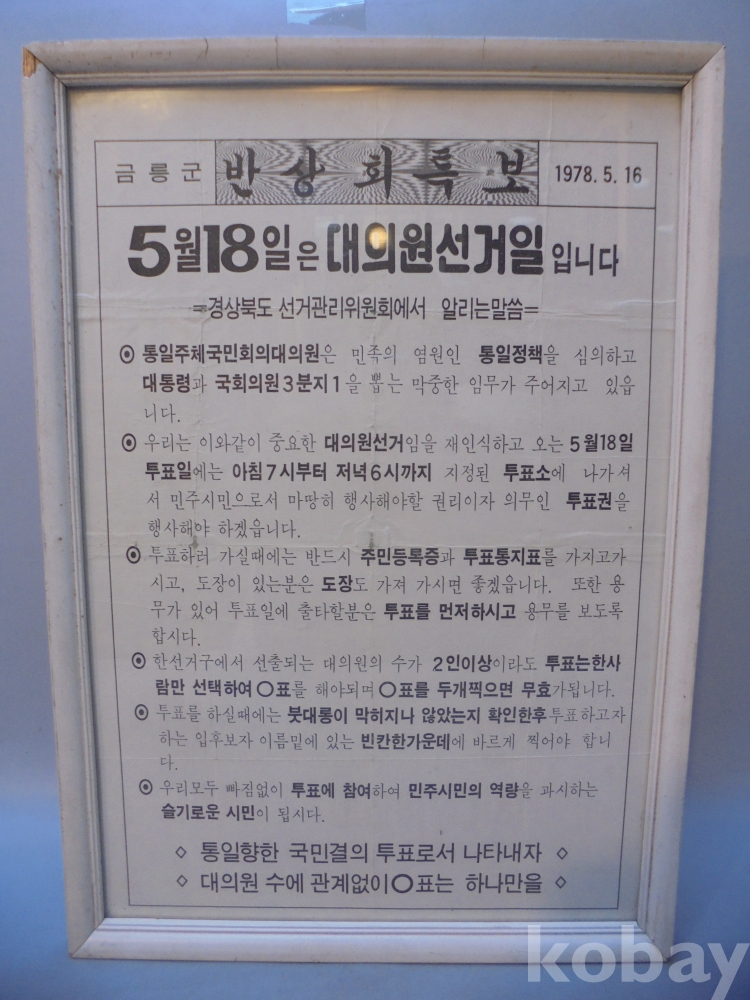 금릉군 반상회특보 1978. 5. 16
5월18일은 대의원선거일입니다
=경상북도 선거관리위원회에서 알리는말씀=
⊙ 통일주체국민회의대의원은 민족의 염원인 통일정책을 심의하고
대통령과 국회의원3분지1을 뽑는 막중한 임무가 주어지고 있읍
니다.
⊙ 우리는 이와같이 중요한 대의원선거임을 재인식하고 오는 5월18일
투표일에는 아침7시부터 저녁6시까지 지정된 투표소에 나가셔
서 민주시민으로서 마땅히 행사해야할 권리이자 의무인 투표권을
행사해야 하겠읍니다.
⊙ 투표하러 가실때에는 반드시 주민등록증과 투표통지표를 가지고가
시고, 도장이 있는분은 도장도 가져 가시면 좋겠읍니다. 또한 용
무가 있어 투표일에 출타할분은 투표를 먼저하시고 용무를 보도록
합시다.
⊙ 한선거구에서 선출되는 대의원의 수가 2인이상이라도 투표는한사
람만 선택하여 ○표를 해야되며 ○표를 두개찍으면 무효가됩니다.
⊙ 투표를 하실때에는 붓대롱이 막히지나 않았는지 확인한후투표하고자
하는 입후보자 이름밑에 있는 빈칸한가운데에 바르게 찍어야 합니
다.
⊙ 우리모두 빠짐없이 투표에 참여하여 민주시민의 역량을 과시하는
슬기로운 시민이 됩시다.
◇ 통일향한 국민결의 투표로서 나타내자 ◇
◇ 대의원 수에 관계없이○표는 하나만을 ◇
kobay